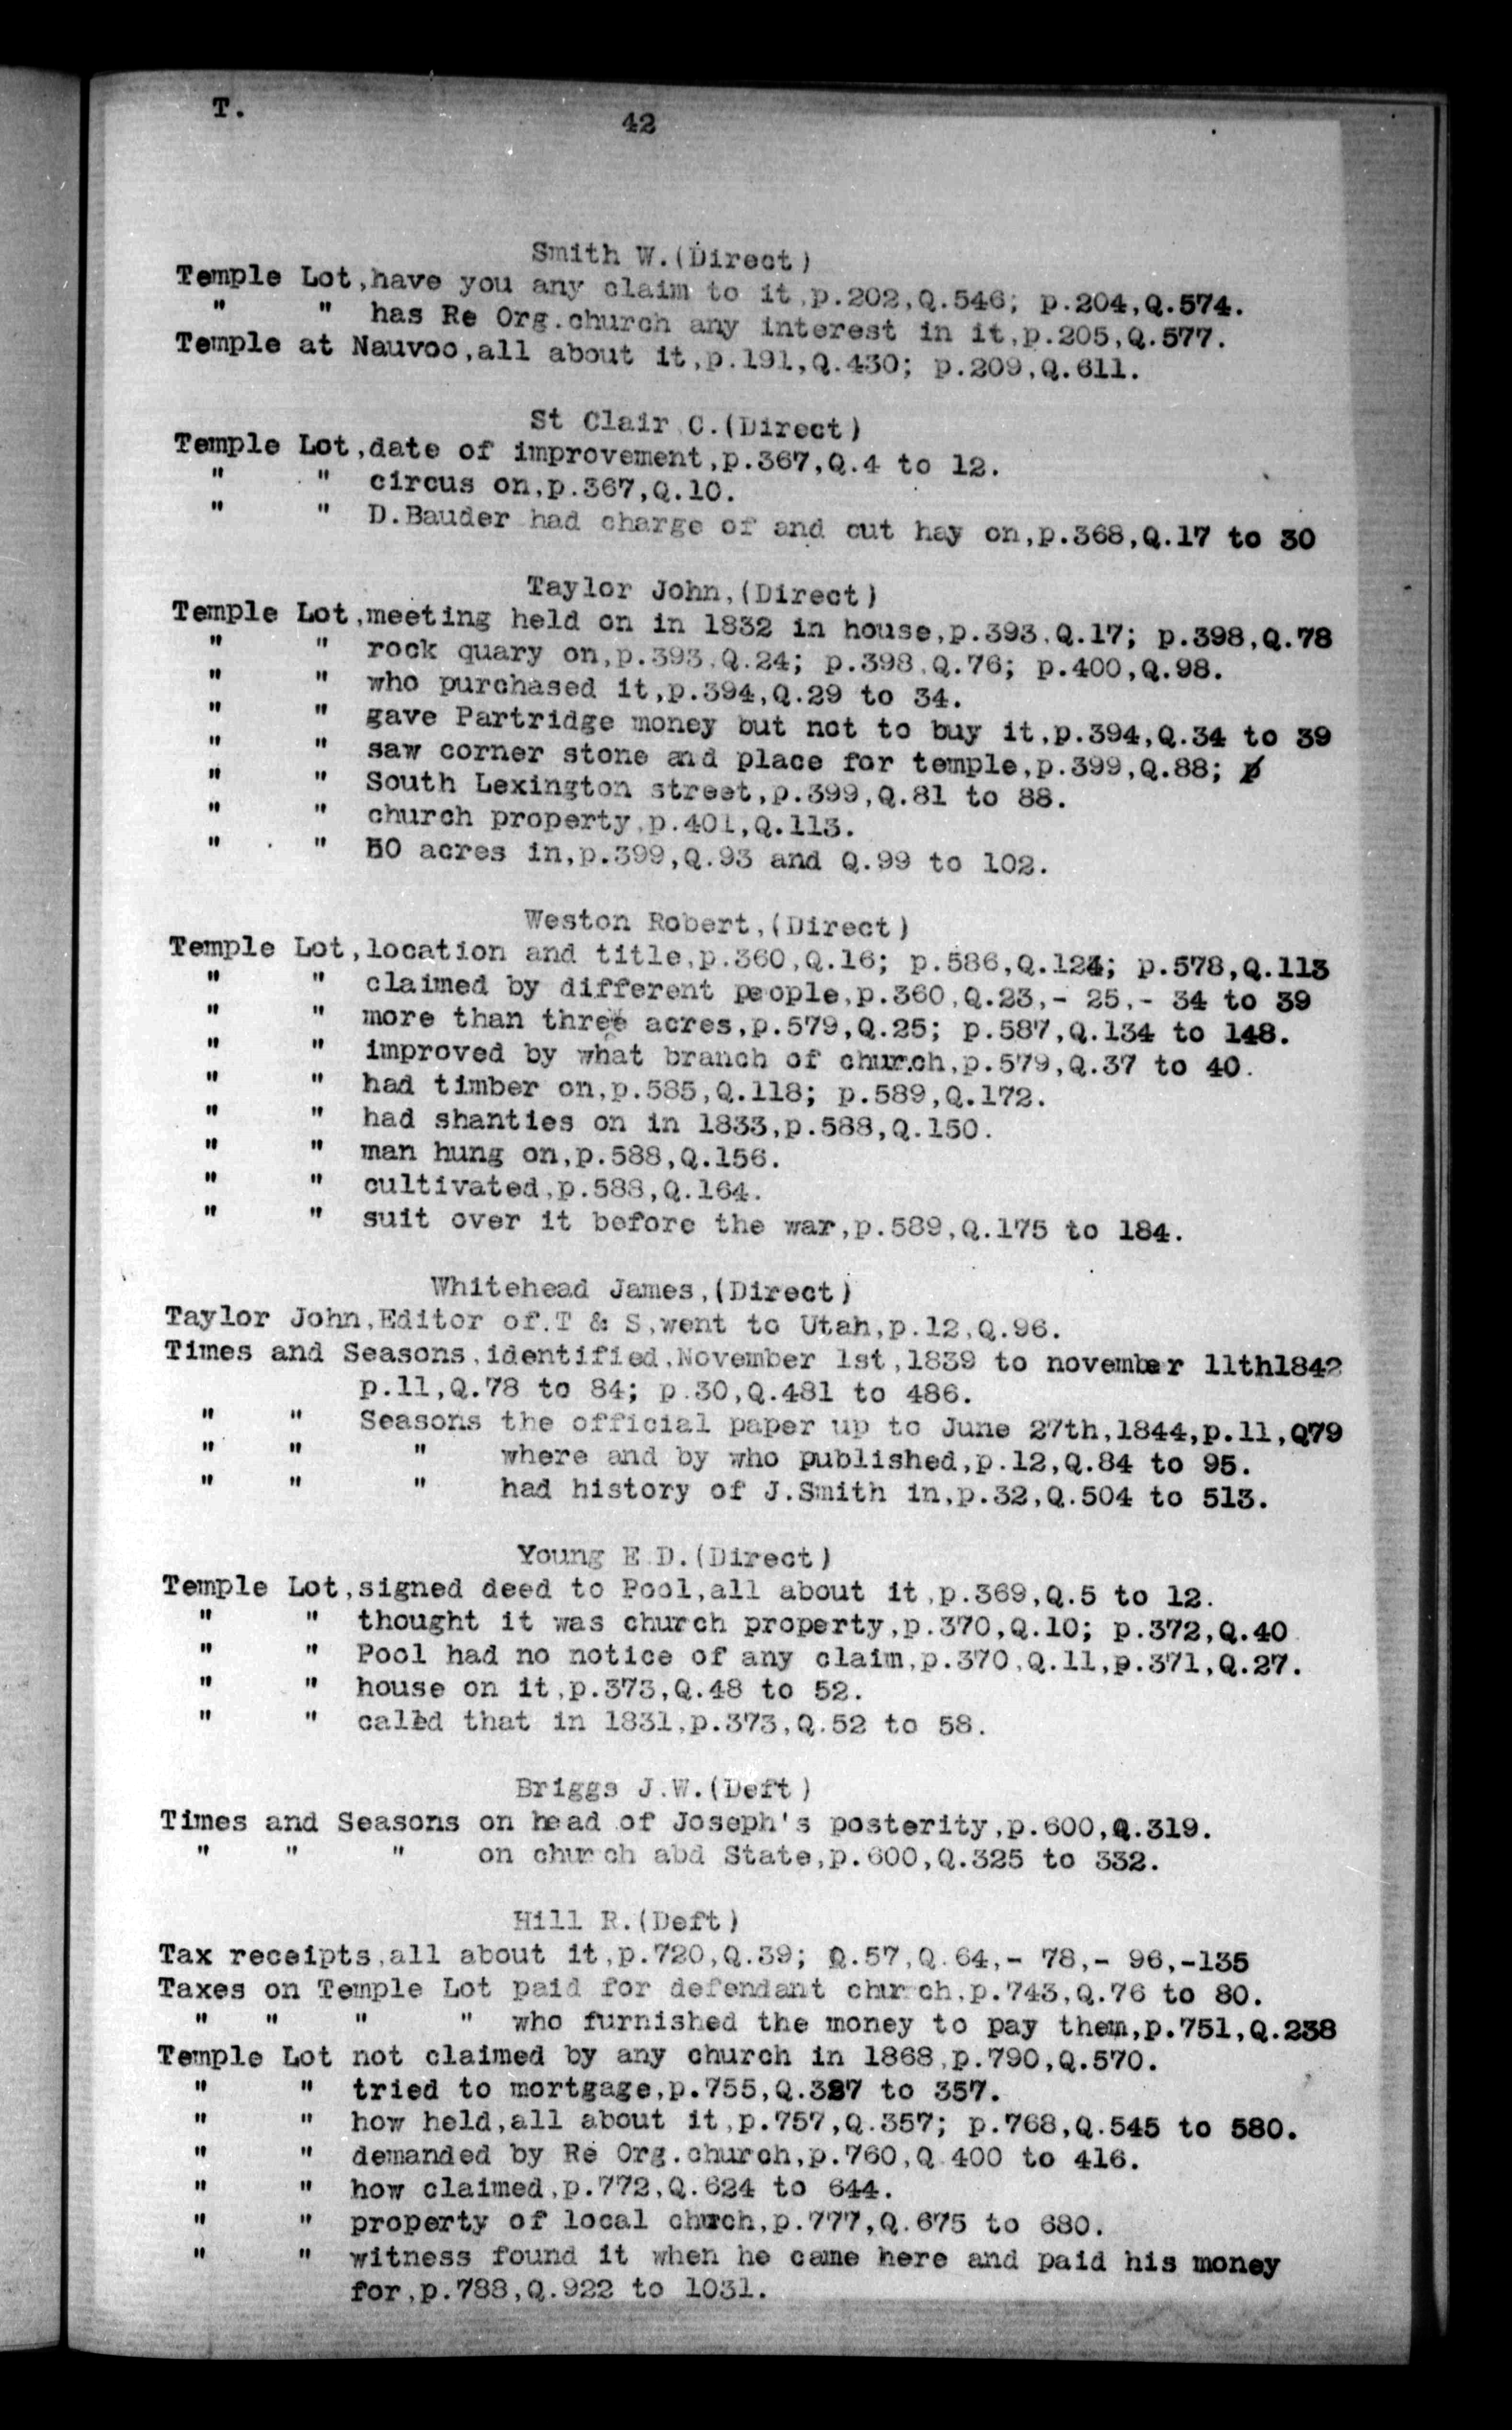 T.
42
Smith W.(Direct)
Temple Lot,have you any claim to it,p.202,Q.546; p.204,Q.574.
" " has Re Org.church any interest in it,p.205,Q.577.
Temple at Nauvoo,all about it,p.191,Q.430; p.209,Q.611.
St Clair C.(Direct)
Temple Lot,date of improvement,p.367,Q.4 to 12.
" " circus on,p.367,Q.10.
" " D.Bauder had charge of and cut hay on,p.368,Q.17 to 30
Taylor John,(Direct)
Temple Lot,meeting held on in 1832 in house,p.393,Q.17; p.398,Q.78
" " rock quary on,p.393,Q.24; p.398,Q.76; p.400,Q.98.
" " who purchased it,p.394,Q.29 to 34.
" " gave Partridge money but not to buy it,p.394,Q.34 to 39
" " saw corner stone and place for temple,p.399,Q.88; p
" " South Lexington street,p.399,Q.81 to 88.
" " church property,p.401,Q.113.
" " 50 acres in,p.399,Q.93 and Q.99 to 102.
Weston Robert,(Direct)
Temple Lot,location and title,p.360,Q.16; p.586,Q.124; p.578,Q.113
" " claimed by different people,p.360,Q.23,- 25,- 34 to 39
" " more than three acres,p.579,Q.25; p.587,Q.134 to 148.
" " improved by what branch of church,p.579,Q.37 to 40.
" " had timber on,p.585,Q.118; p.589,Q.172.
" " had shanties on in 1833,p.588,Q.150.
" " man hung on,p.588,Q.156.
" " cultivated,p.588,Q.164.
" " suit over it before the war,p.589,Q.175 to 184.
Whitehead James,(Direct)
Taylor John,Editor of.T & S,went to Utah,p.12,Q.96.
Times and Seasons,identified,November 1st,1839 to november 11th1842
p.11,Q.78 to 84; p.30,Q.481 to 486.
" " Seasons the official paper up to June 27th,1844,p.11,Q79
" " " where and by who published,p.12,Q.84 to 95.
" " " had history of J.Smith in,p.32,Q.504 to 513.
Young E.D.(Direct)
Temple Lot,signed deed to Pool,all about it,p.369,Q.5 to 12.
" " thought it was church property,p.370,Q.10; p.372,Q.40
" " Pool had no notice of any claim,p.370,Q.11,p.371,Q.27.
" " house on it,p.373,Q.48 to 52.
" " called that in 1831,p.373,Q.52 to 58.
Briggs J.W.(Deft)
Times and Seasons on head of Joseph's posterity,p.600,Q.319.
" " " on church abd State,p.600,Q.325 to 332.
Hill R.(Deft)
Tax receipts,all about it,p.720,Q.39; Q.57,Q.64,- 78,- 96,-135
Taxes on Temple Lot paid for defendant church,p.743,Q.76 to 80.
" " " " who furnished the money to pay them,p.751,Q.238
Temple Lot not claimed by any church in 1868,p.790,Q.570.
" " tried to mortgage,p.755,Q.327 to 357.
" " how held,all about it,p.757,Q.357; p.768,Q.545 to 580.
" " demanded by Re Org.church,p.760,Q.400 to 416.
" " how claimed,p.772,Q.624 to 644.
" " property of local church,p.777,Q.675 to 680.
" " witness found it when he came here and paid his money
for,p.788,Q.922 to 1031.